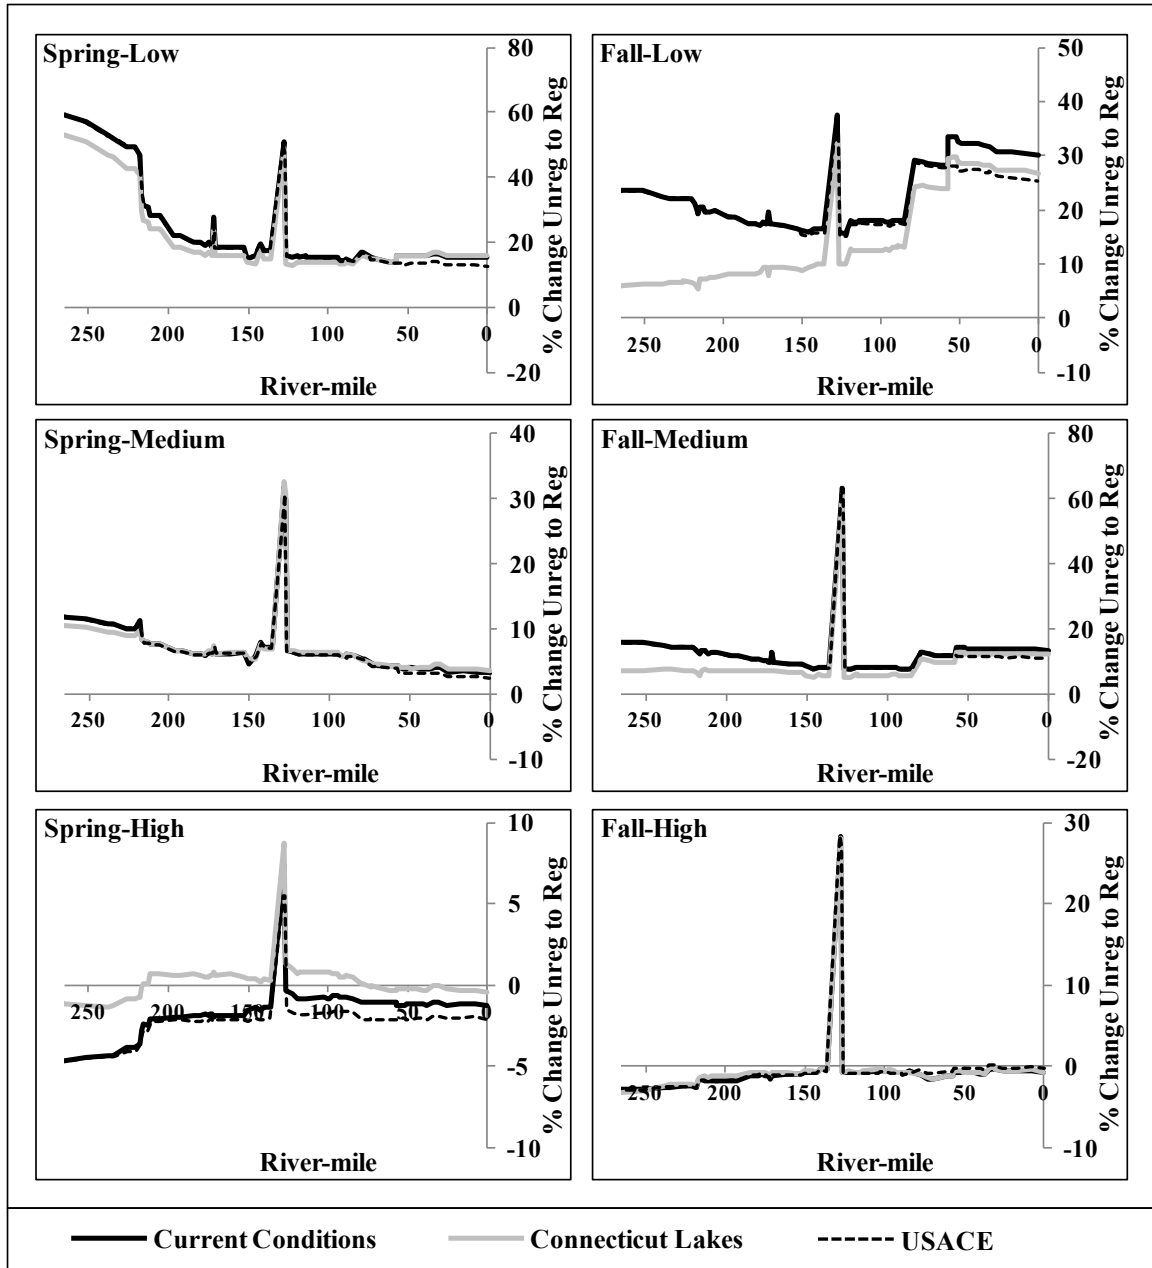 Spring-Low
80
60
40
20
0
-20
250 200 150 100 50 0
River-mile
% Change Unreg to Reg
Fall-Low
50
40
30
20
10
0
-10
250 200 150 100 50 0
River-mile
% Change Unreg to Reg
Spring-Medium
40
30
20
10
0
-10
250 200 150 100 50 0
River-mile
% Change Unreg to Reg
Fall-Medium
80
60
40
20
0
-20
250 200 150 100 50 0
River-mile
% Change Unreg to Reg
Spring-High
10
5
0
-5
-10
250 200 150 100 50 0
River-mile
% Change Unreg to Reg
Fall-High
30
20
10
0
-10
250 200 150 100 50 0
River-mile
% Change Unreg to Reg
Current Conditions Connecticut Lakes USACE